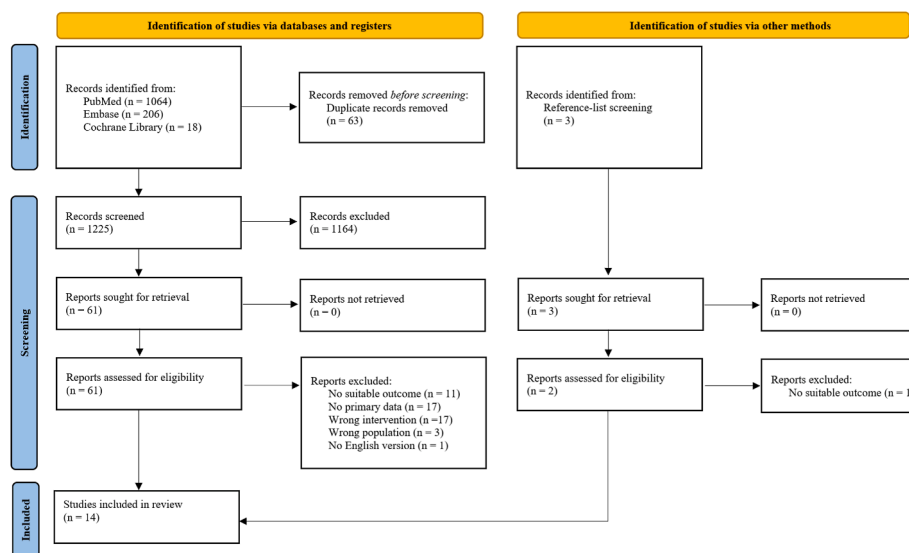 Identification of studies via databases and registers
Identification of studies via other methods
Identification
Records identified from:
PubMed (n = 1064)
Embase (n = 206)
Cochrane Library (n = 18)
Records removed before screening:
Duplicate records removed
(n = 63)
Records identified from:
Reference-list screening
(n = 3)
Screening
Records screened
(n = 1225)
Records excluded
(n = 1164)
Reports sought for retrieval
(n = 61)
Reports not retrieved
(n = 0)
Reports sought for retrieval
(n = 3)
Reports not retrieved
(n = 0)
Reports assessed for eligibility
(n = 61)
Reports excluded:
No suitable outcome (n = 11)
No primary data (n = 17)
Wrong intervention (n =17)
Wrong population (n = 3)
No English version (n = 1)
Reports assessed for eligibility
(n = 2)
Reports excluded:
No suitable outcome (n = 1
Included
Studies included in review
(n = 14)